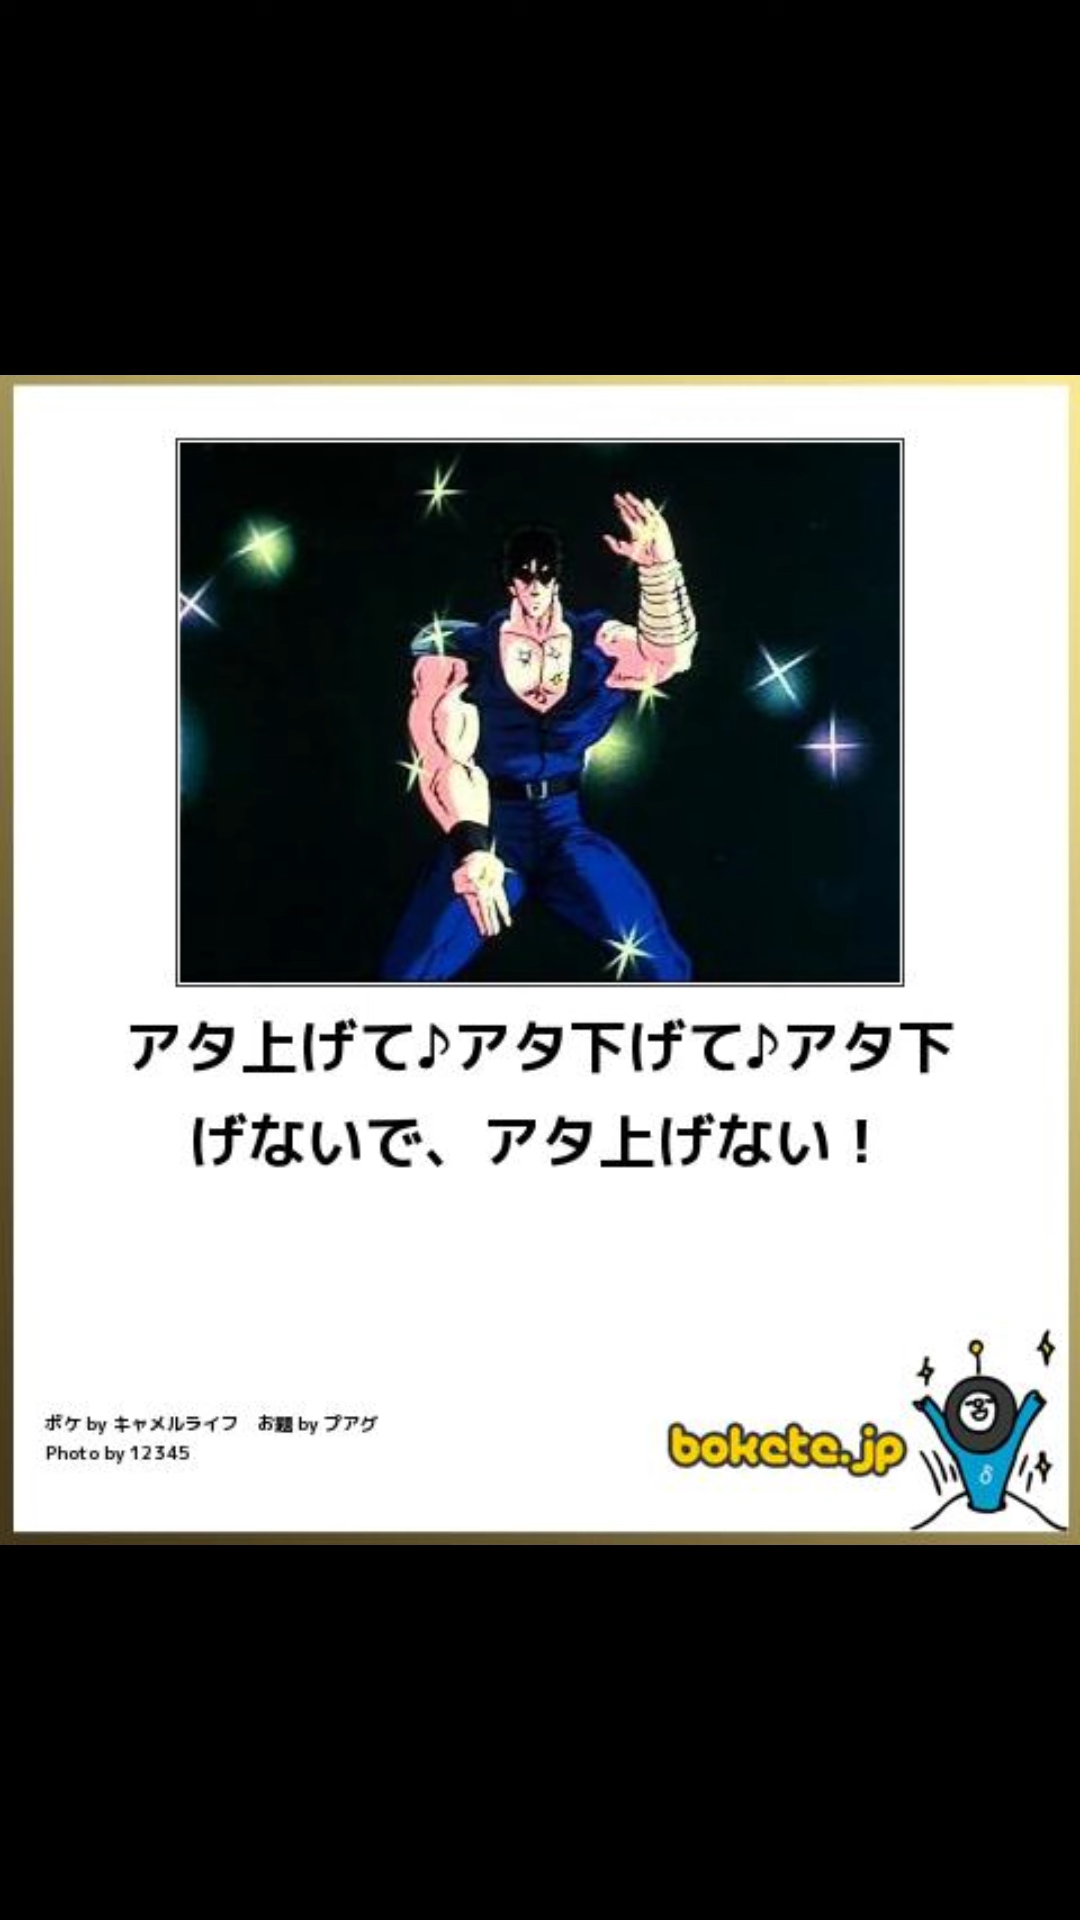 アタ上げて♪アタ下げて♪アタ下
げないで、アタ上げない！
ボケ by キャメルライフ　お題 by プアグ
Photo by 12345
bokete.jp